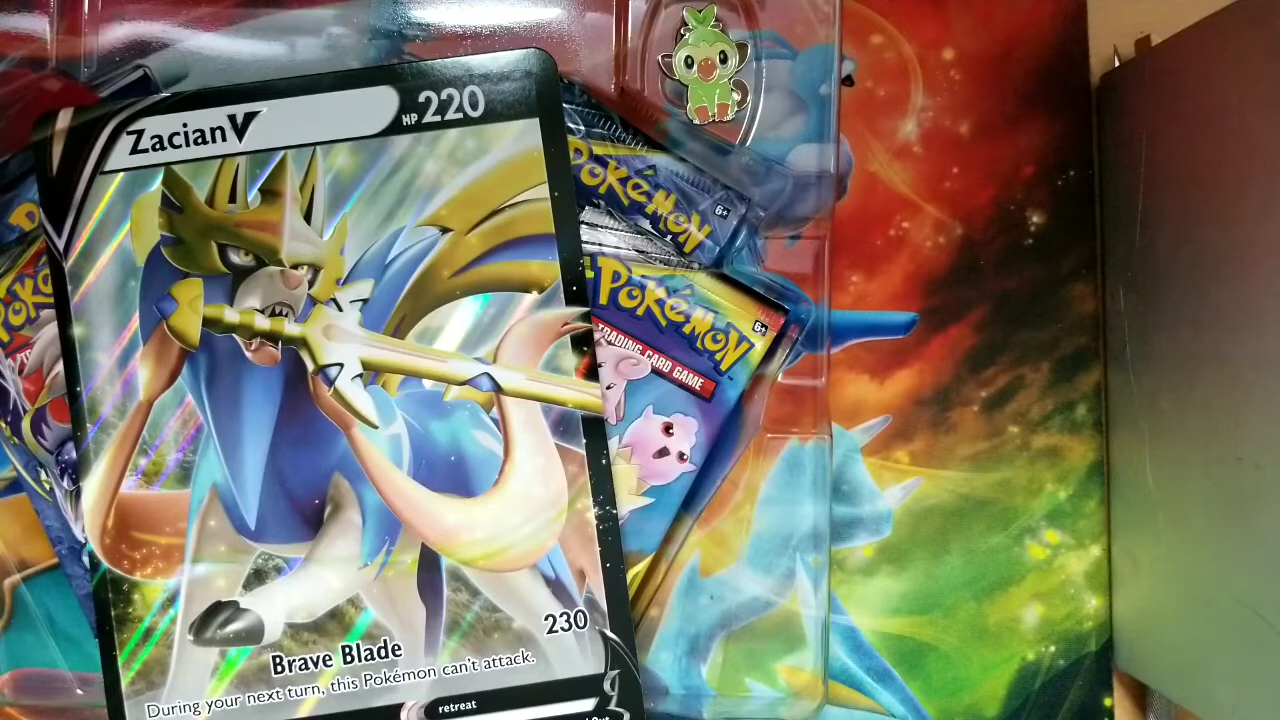 Zacian V
HP 220
POKéMON
6+
POKéMON
6+
TRADING CARD GAME
230
Brave Blade
During your next turn, this Pokémon can't attack.
retreat